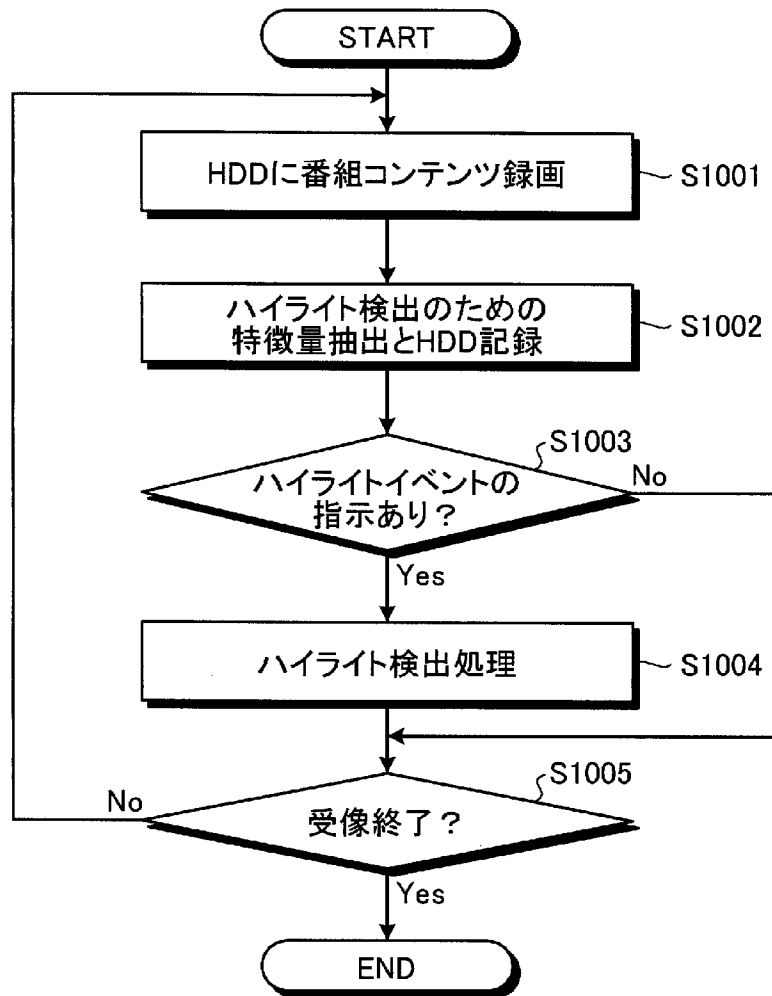 START
HDDに番組コンテンツ録画
S1001
ハイライト検出のための
特徴量抽出とHDD記録
S1002
S1003
ハイライトイベントの
指示あり？
No
Yes
ハイライト検出処理
S1004
S1005
No
受像終了？
Yes
END